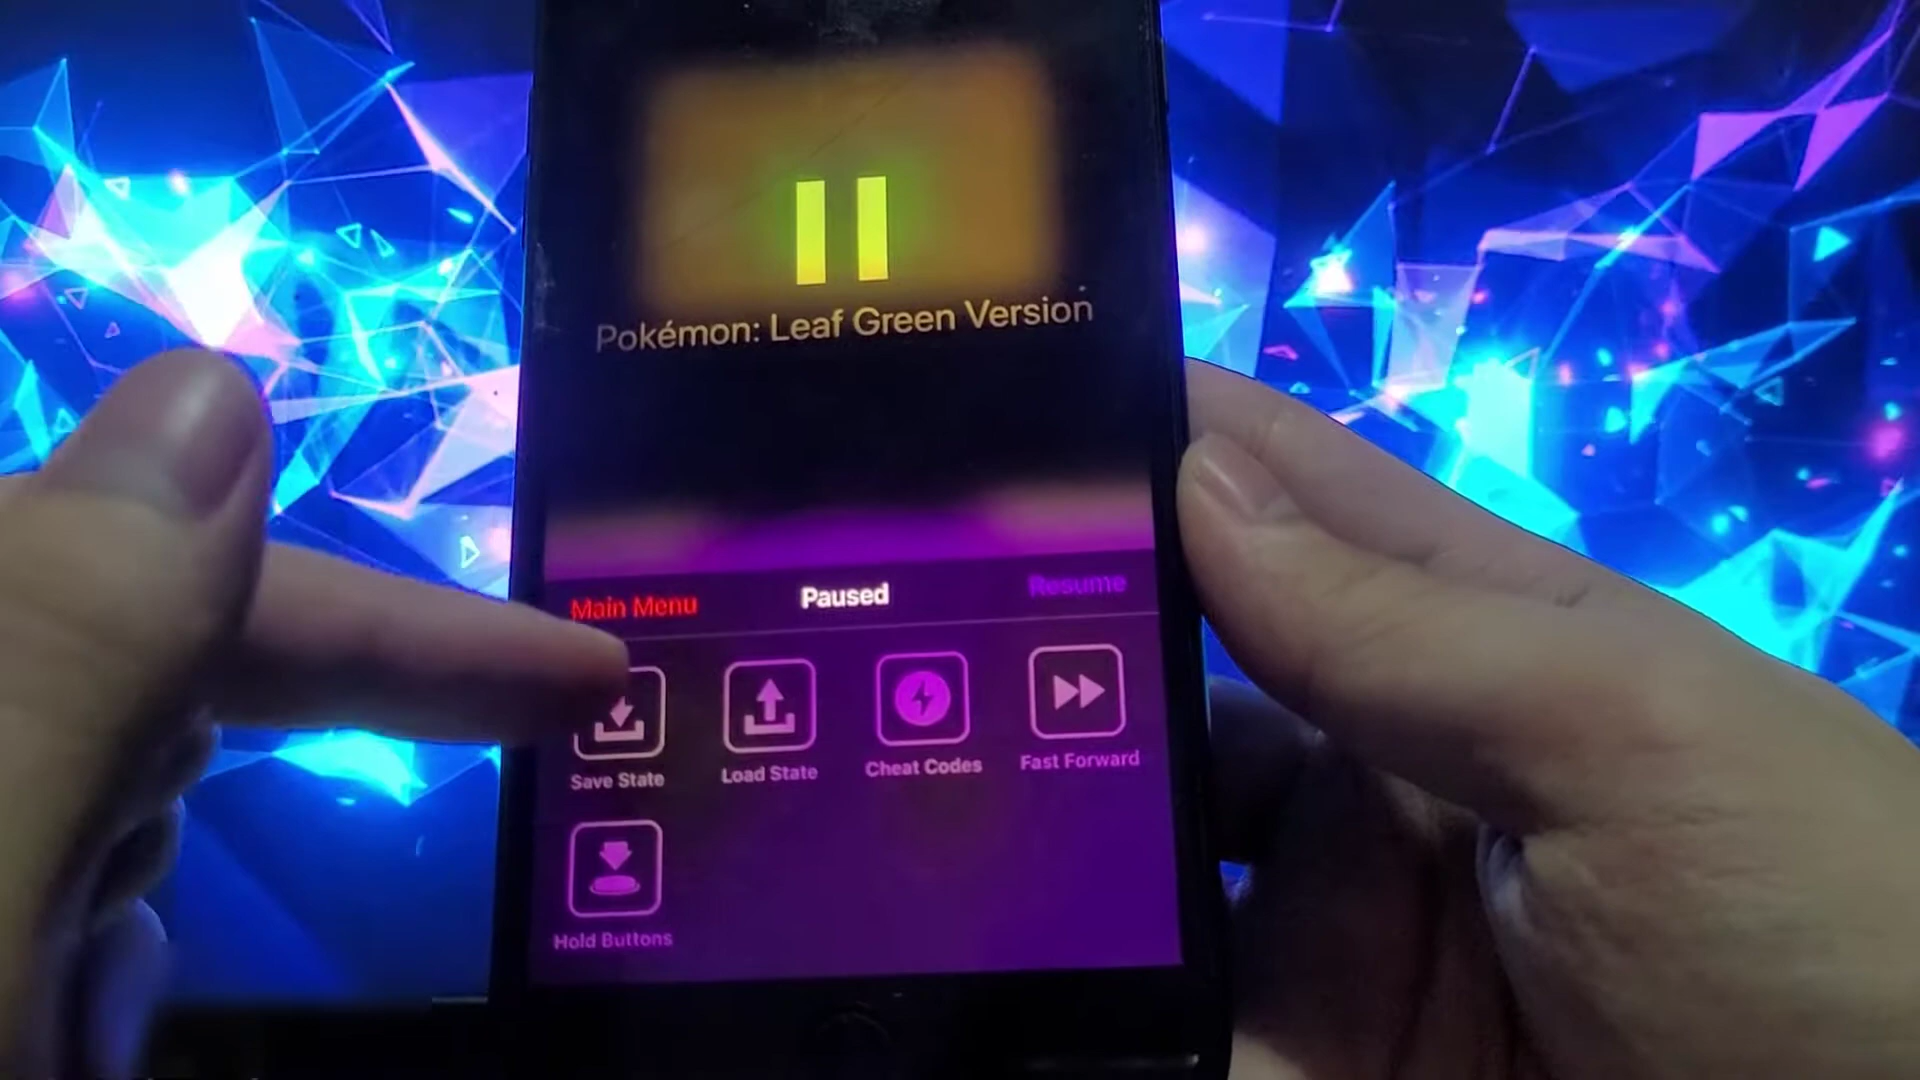 Pokémon: Leaf Green Version
Main Menu
Paused
Resume
Save State
Load State
Cheat Codes
Fast Forward
Hold Buttons